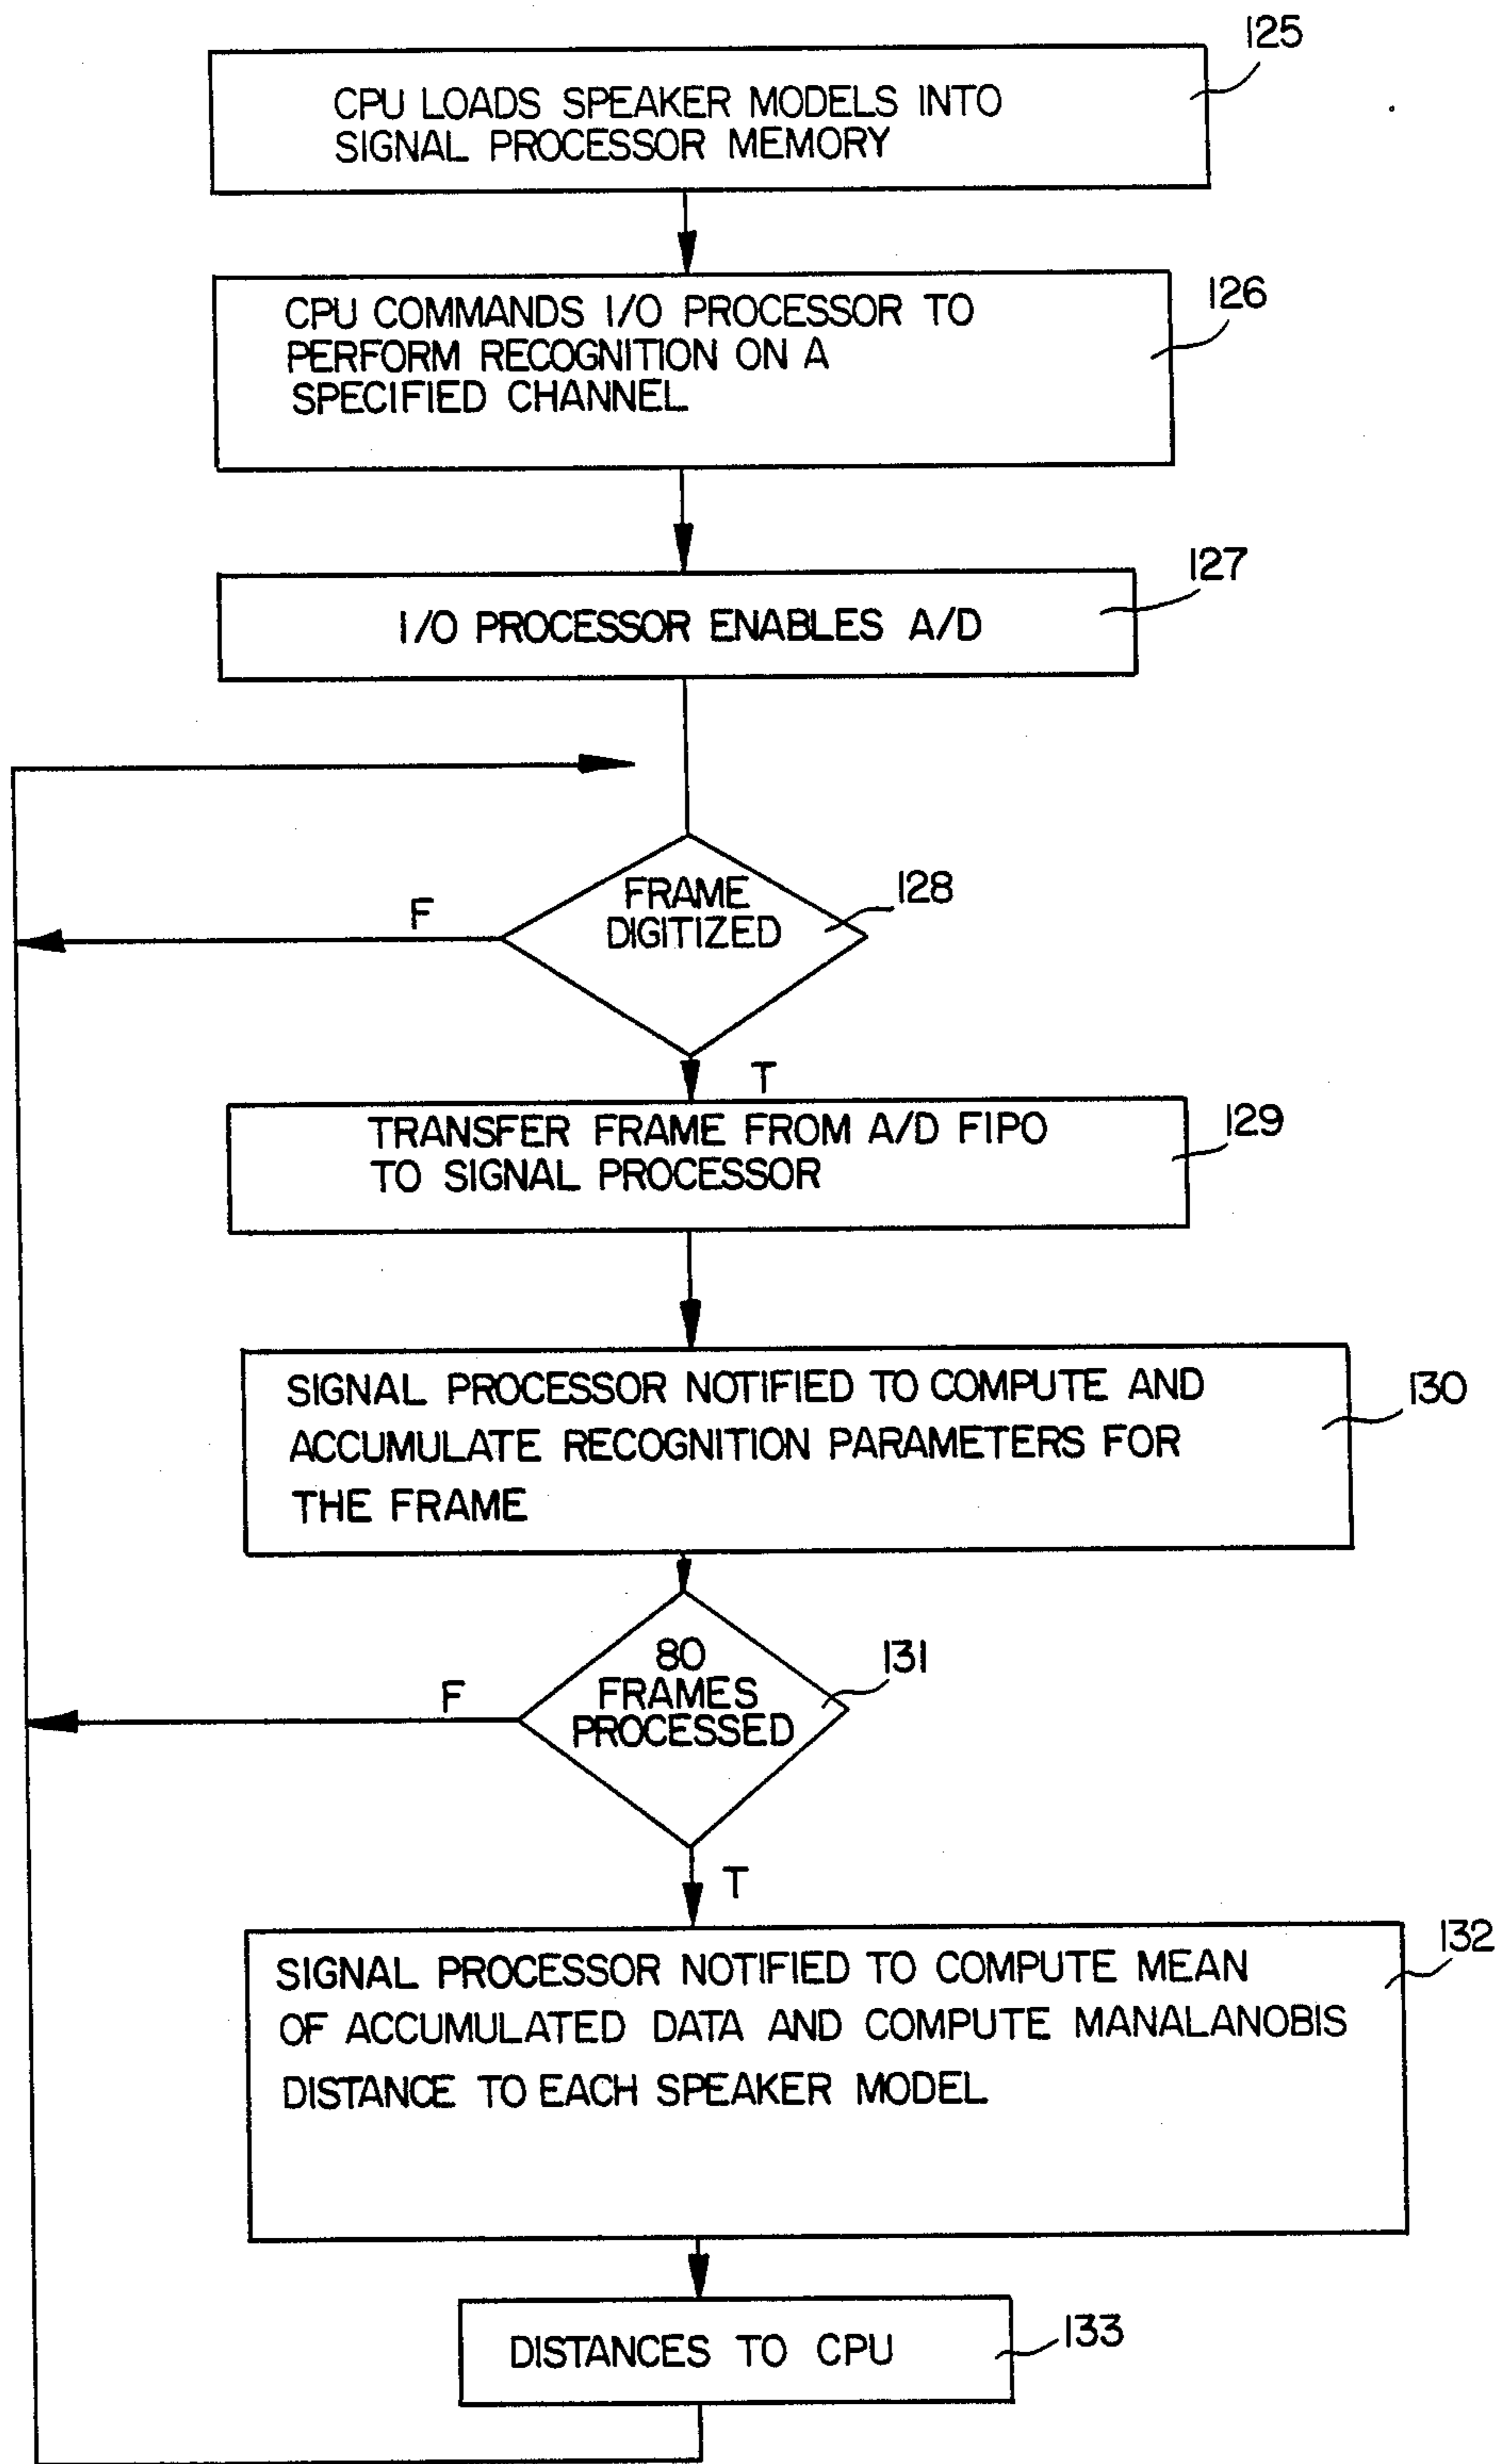 125
CPU LOADS SPEAKER MODELS INTO
SIGNAL PROCESSOR MEMORY
126
CPU COMMANDS I/O PROCESSOR TO
PERFORM RECOGNITION ON A
SPECIFIED CHANNEL
127
I/O PROCESSOR ENABLES A/D
128
FRAME
DIGITIZED
F
T
129
TRANSFER FRAME FROM A/D FIPO
TO SIGNAL PROCESSOR
130
SIGNAL PROCESSOR NOTIFIED TO COMPUTE AND
ACCUMULATE RECOGNITION PARAMETERS FOR
THE FRAME
131
80
FRAMES
PROCESSED
F
T
132
SIGNAL PROCESSOR NOTIFIED TO COMPUTE MEAN
OF ACCUMULATED DATA AND COMPUTE MANALANOBIS
DISTANCE TO EACH SPEAKER MODEL
133
DISTANCES TO CPU